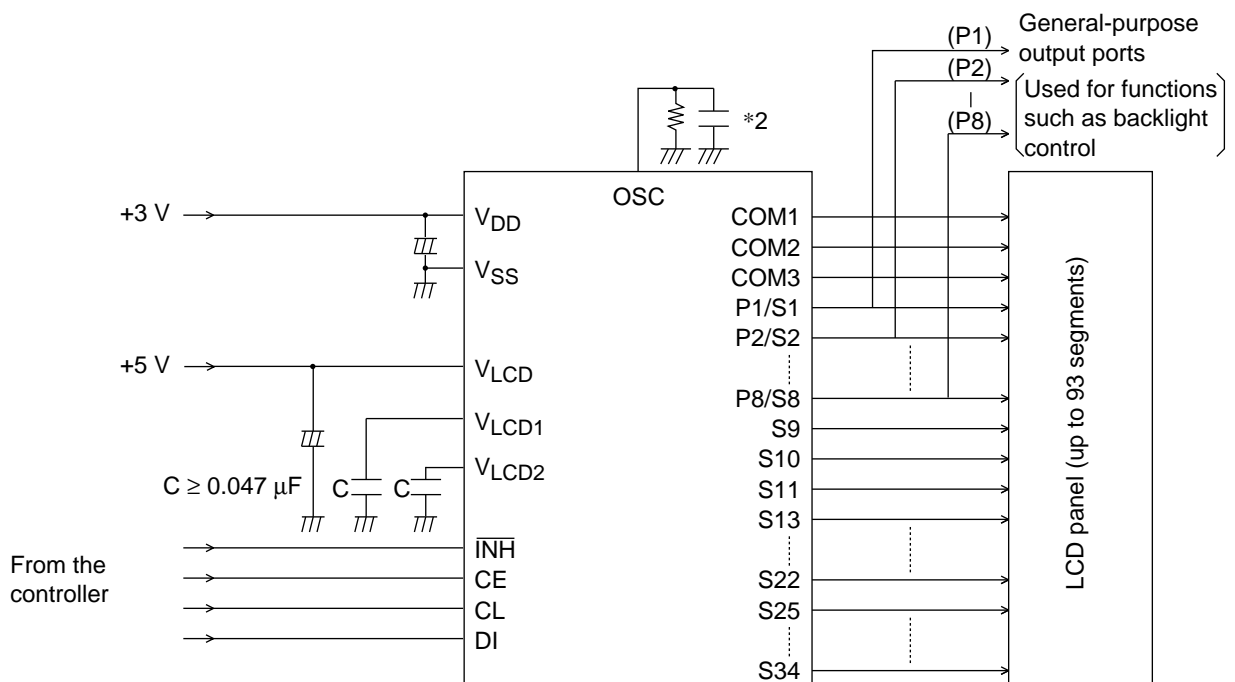 (P1)
General-purpose
output ports
(P2)
(P8)
Used for functions
such as backlight
control
*2
OSC
+3 V
VDD
VSS
+5 V
VLCD
VLCD1
VLCD2
C ≥ 0.047 μF
C
C
From the
controller
INH
CE
CL
DI
COM1
COM2
COM3
P1/S1
P2/S2
P8/S8
S9
S10
S11
S13
S22
S25
S34
LCD panel (up to 93 segments)